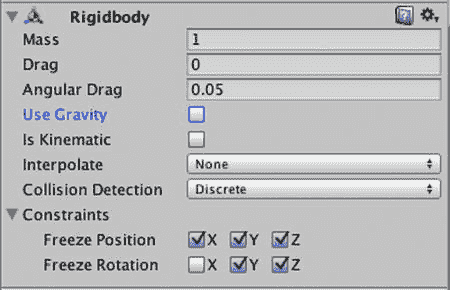 Rigidbody
Mass 1
Drag 0
Angular Drag 0.05
Use Gravity
Is Kinematic
Interpolate None
Collision Detection Discrete
Constraints
Freeze Position X Y Z
Freeze Rotation X Y Z